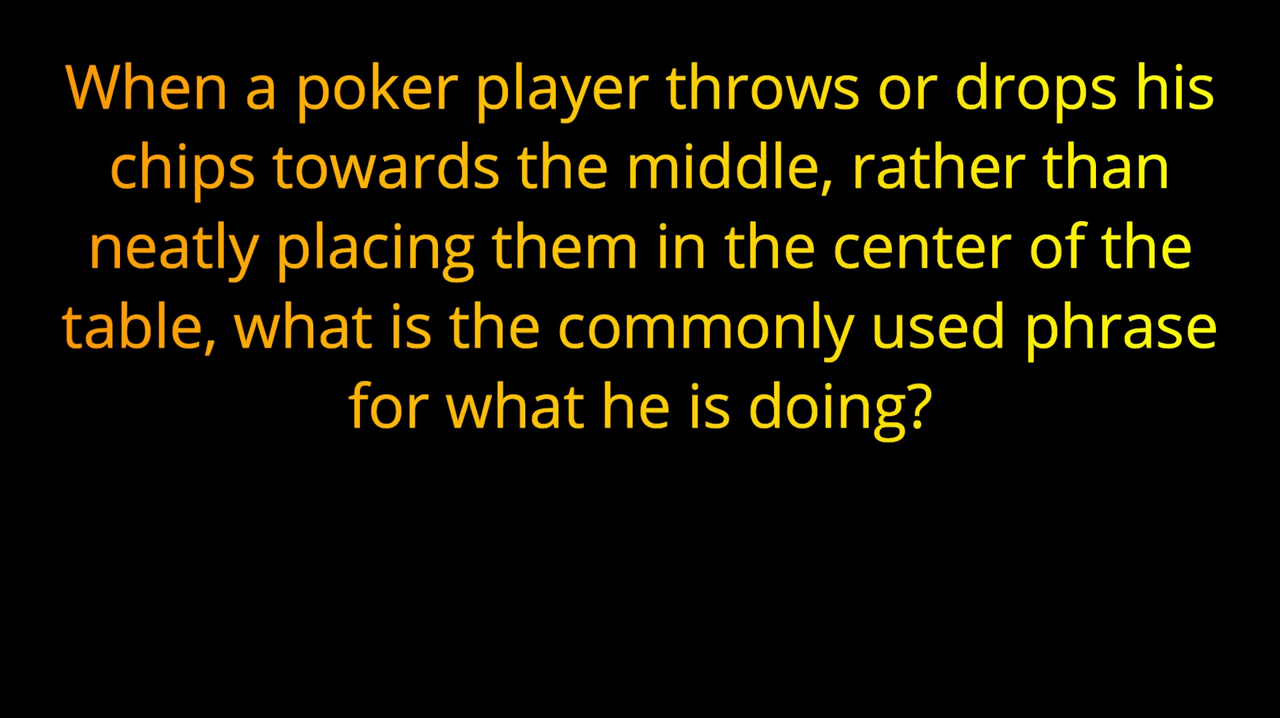 When a poker player throws or drops his
chips towards the middle, rather than
neatly placing them in the center of the
table, what is the commonly used phrase
for what he is doing?